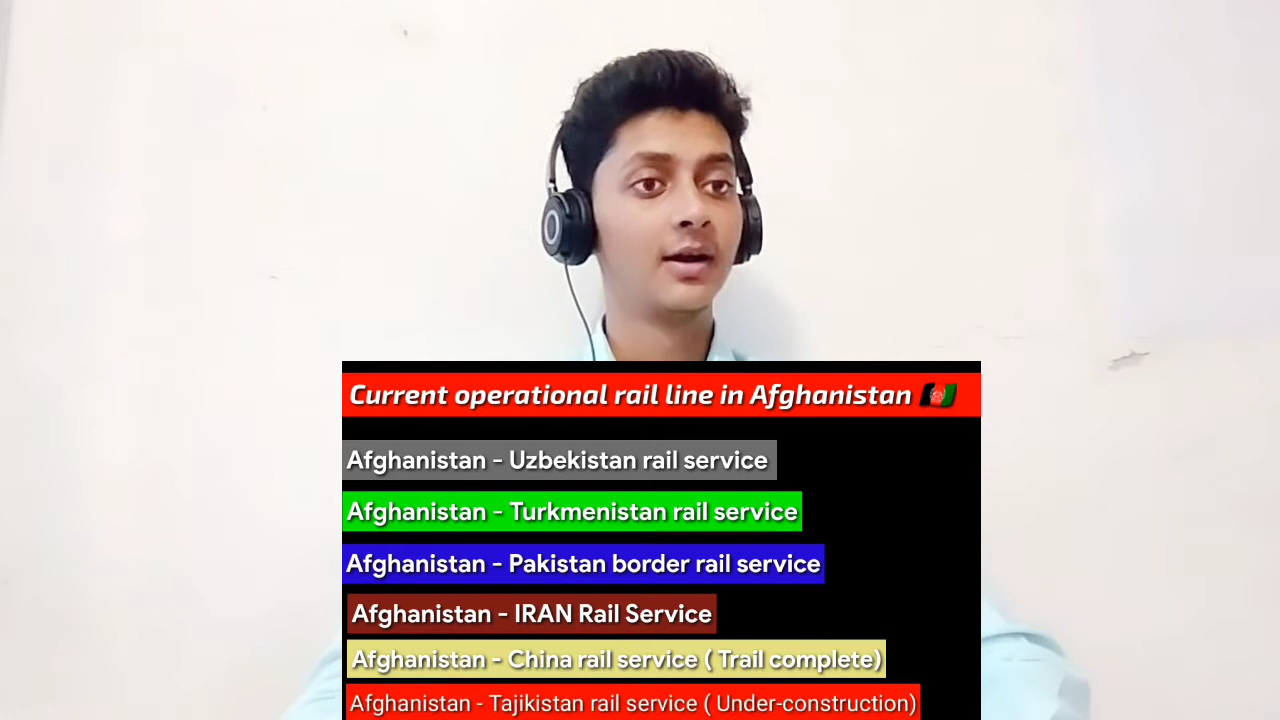 Current operational rail line in Afghanistan 🇦🇫
Afghanistan - Uzbekistan rail service
Afghanistan - Turkmenistan rail service
Afghanistan - Pakistan border rail service
Afghanistan - IRAN Rail Service
Afghanistan - China rail service ( Trail complete)
Afghanistan - Tajikistan rail service ( Under-construction)